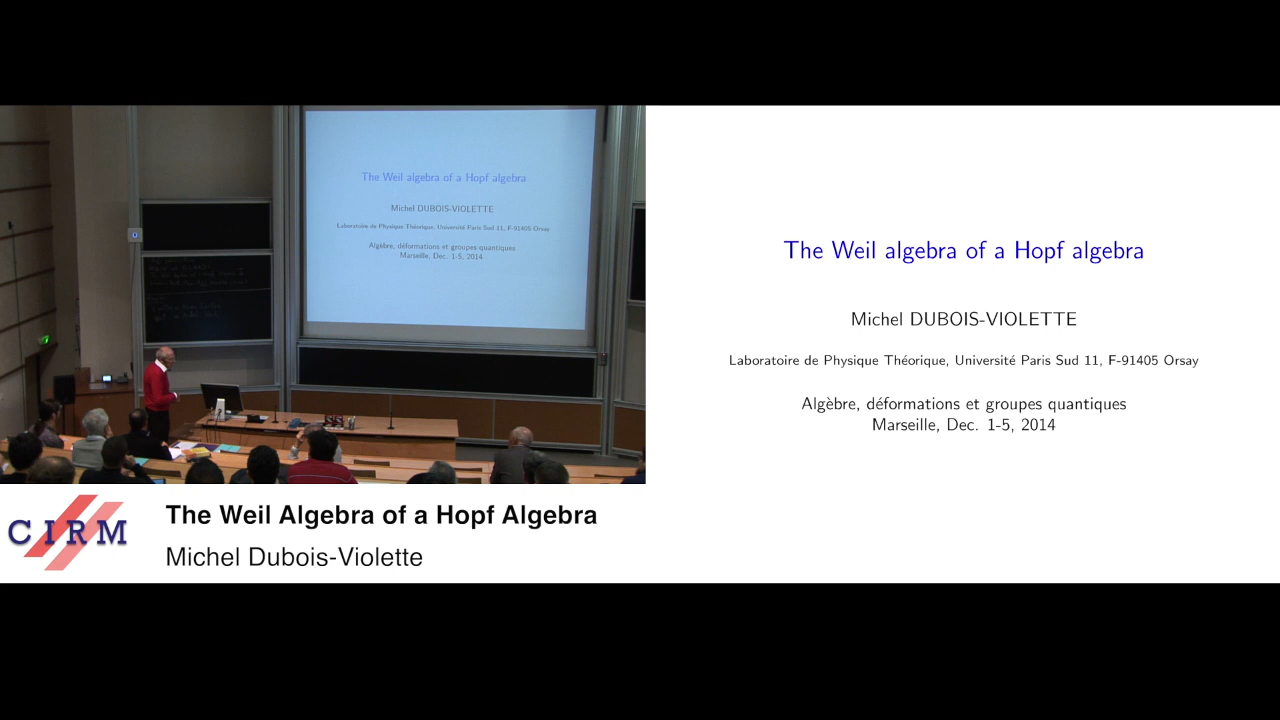 The Weil algebra of a Hopf algebra
Michel DUBOIS-VIOLETTE
Laboratoire de Physique Théorique, Université Paris Sud 11, F-91405 Orsay
Algèbre, déformations et groupes quantiques
Marseille, Dec. 1-5, 2014
The Weil algebra of a Hopf algebra
Michel DUBOIS-VIOLETTE
Laboratoire de Physique Théorique, Université Paris Sud 11, F-91405 Orsay
Algèbre, déformations et groupes quantiques
Marseille, Dec. 1-5, 2014
CIRM
The Weil Algebra of a Hopf Algebra
Michel Dubois-Violette